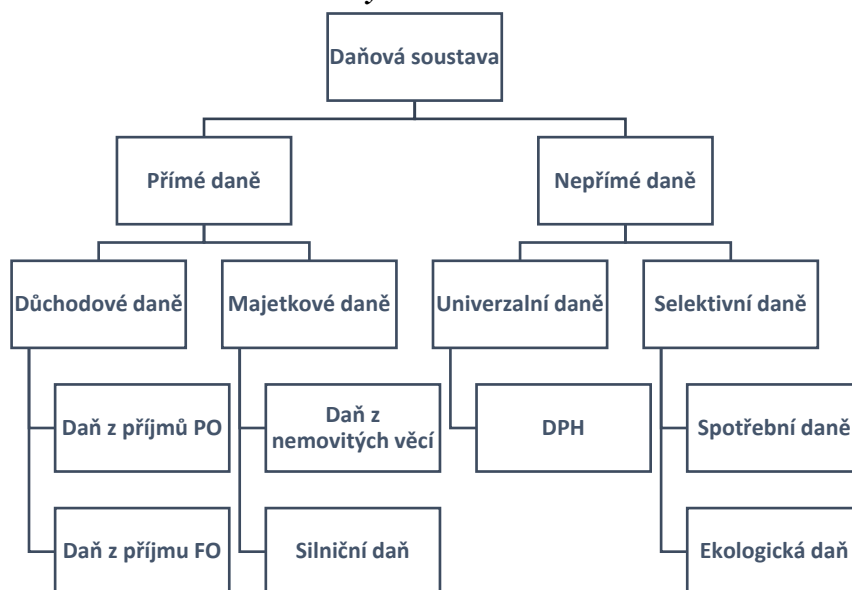 Daňová soustava
Přímé daně
Nepřímé daně
Důchodové daně
Majetkové daně
Univerzalní daně
Selektivní daně
Daň z příjmů PO
Daň z
nemovitých věcí
DPH
Spotřební daně
Daň z příjmu FO
Silniční daň
Ekologická daň